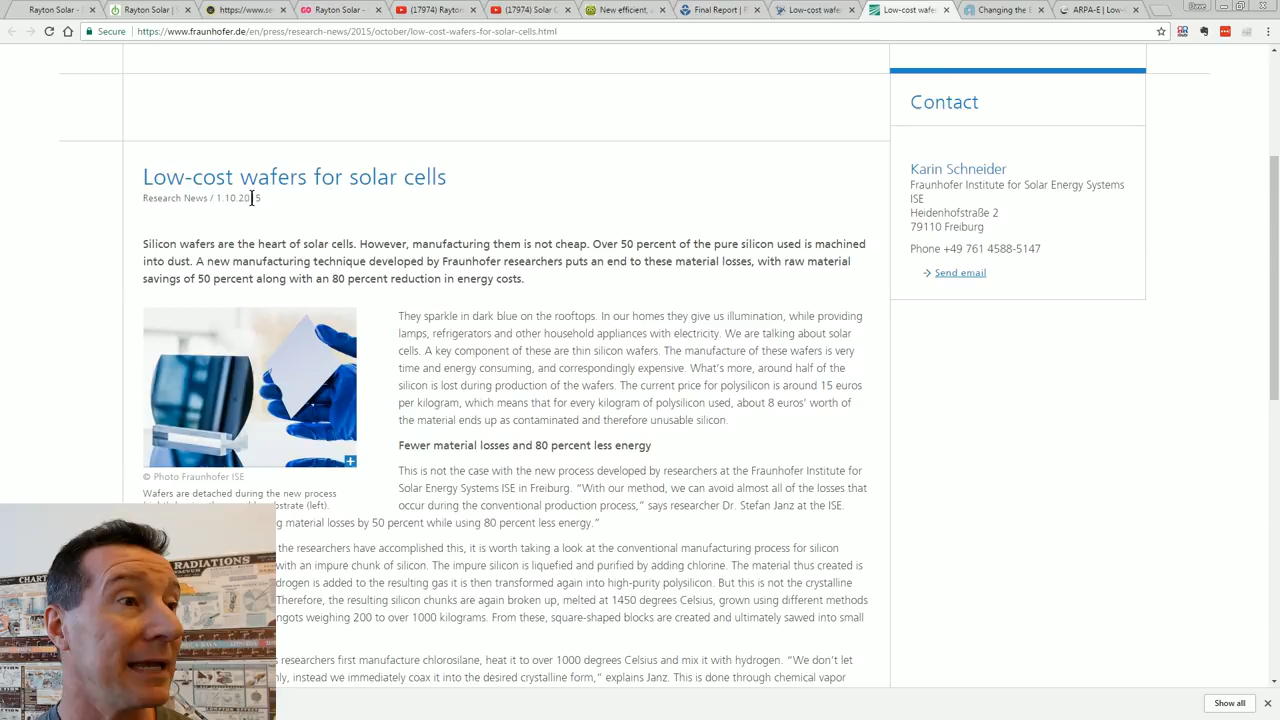 Rayton Solar -
Rayton Solar | S
https://www.se
Rayton Solar -
(17974) Raytor
(17974) Solar C
New efficient, a
Final Report | F
Low-cost wafer
Low-cost wafer
Changing the E
ARPA-E | Low-
Secure
https://www.fraunhofer.de/en/press/research-news/2015/october/low-cost-wafers-for-solar-cells.html
Low-cost wafers for solar cells
Research News / 1.10.2015
Silicon wafers are the heart of solar cells. However, manufacturing them is not cheap. Over 50 percent of the pure silicon used is machined
into dust. A new manufacturing technique developed by Fraunhofer researchers puts an end to these material losses, with raw material
savings of 50 percent along with an 80 percent reduction in energy costs.
They sparkle in dark blue on the rooftops. In our homes they give us illumination, while providing
lamps, refrigerators and other household appliances with electricity. We are talking about solar
cells. A key component of these are thin silicon wafers. The manufacture of these wafers is very
time and energy consuming, and correspondingly expensive. What's more, around half of the
silicon is lost during production of the wafers. The current price for polysilicon is around 15 euros
per kilogram, which means that for every kilogram of polysilicon used, about 8 euros' worth of
the material ends up as contaminated and therefore unusable silicon.
Fewer material losses and 80 percent less energy
© Photo Fraunhofer ISE
Wafers are detached during the new process
strate (left).
This is not the case with the new process developed by researchers at the Fraunhofer Institute for
Solar Energy Systems ISE in Freiburg. "With our method, we can avoid almost all of the losses that
occur during the conventional production process," says researcher Dr. Stefan Janz at the ISE.
g material losses by 50 percent while using 80 percent less energy."
the researchers have accomplished this, it is worth taking a look at the conventional manufacturing process for silicon
with an impure chunk of silicon. The impure silicon is liquefied and purified by adding chlorine. The material thus created is
drogen is added to the resulting gas it is then transformed again into high-purity polysilicon. But this is not the crystalline
Therefore, the resulting silicon chunks are again broken up, melted at 1450 degrees Celsius, grown using different methods
ngots weighing 200 to over 1000 kilograms. From these, square-shaped blocks are created and ultimately sawed into small
researchers first manufacture chlorosilane, heat it to over 1000 degrees Celsius and mix it with hydrogen. "We don't let
ly, instead we immediately coax it into the desired crystalline form," explains Janz. This is done through chemical vapor
Contact
Karin Schneider
Fraunhofer Institute for Solar Energy Systems
ISE
Heidenhofstraße 2
79110 Freiburg
Phone +49 761 4588-5147
Send email
CHART
RADIATIONS
Show all